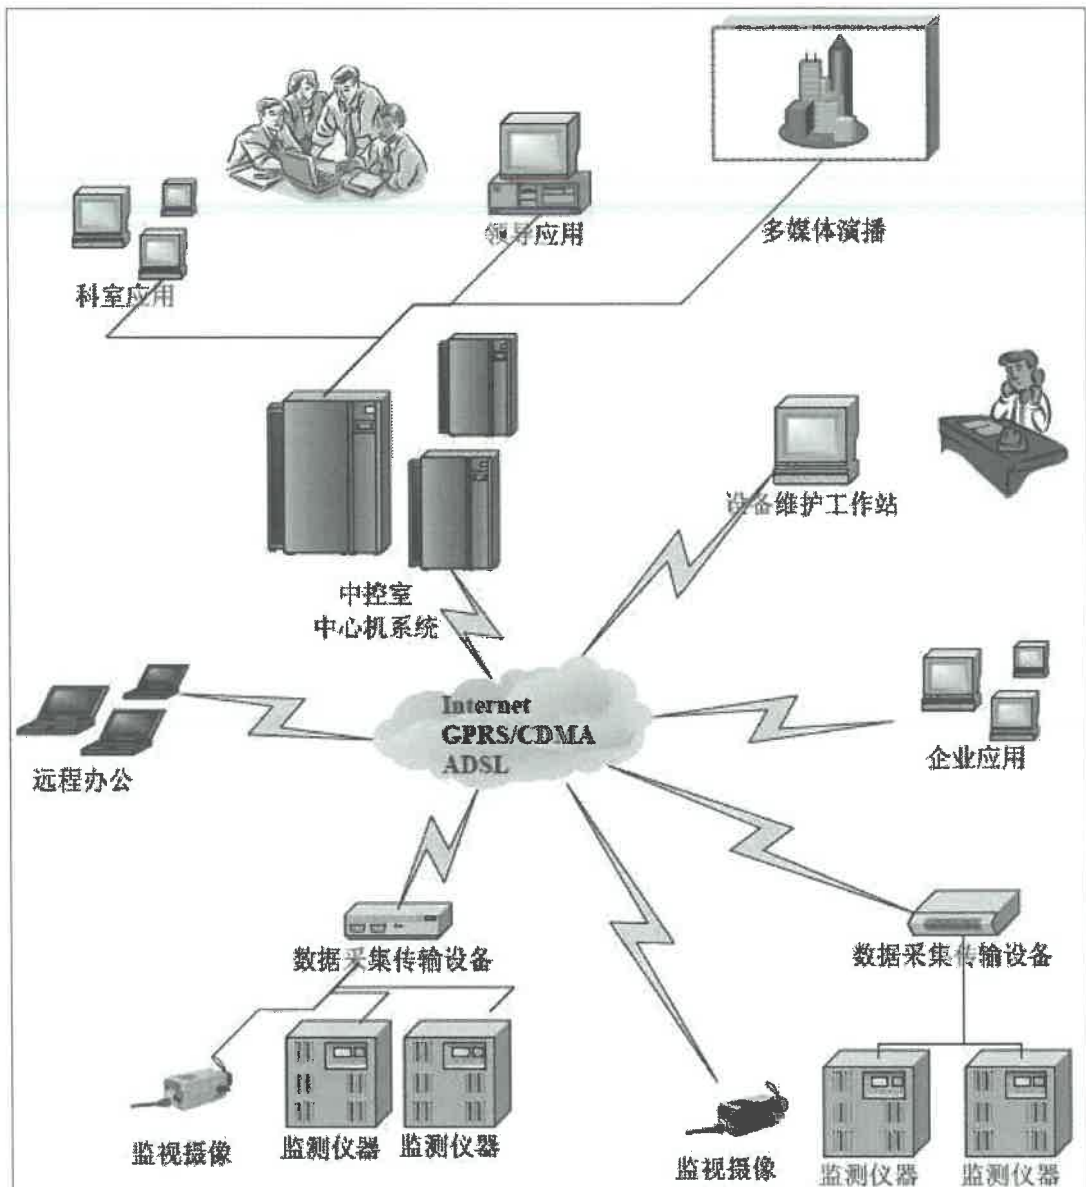 领导应用
多媒体演播
科室应用
设备维护工作站
中控室
中心机系统
Internet
GPRS/CDMA
ADSL
远程办公
企业应用
数据采集传输设备
数据采集传输设备
监视摄像
监测仪器
监测仪器
监视摄像
监测仪器
监测仪器